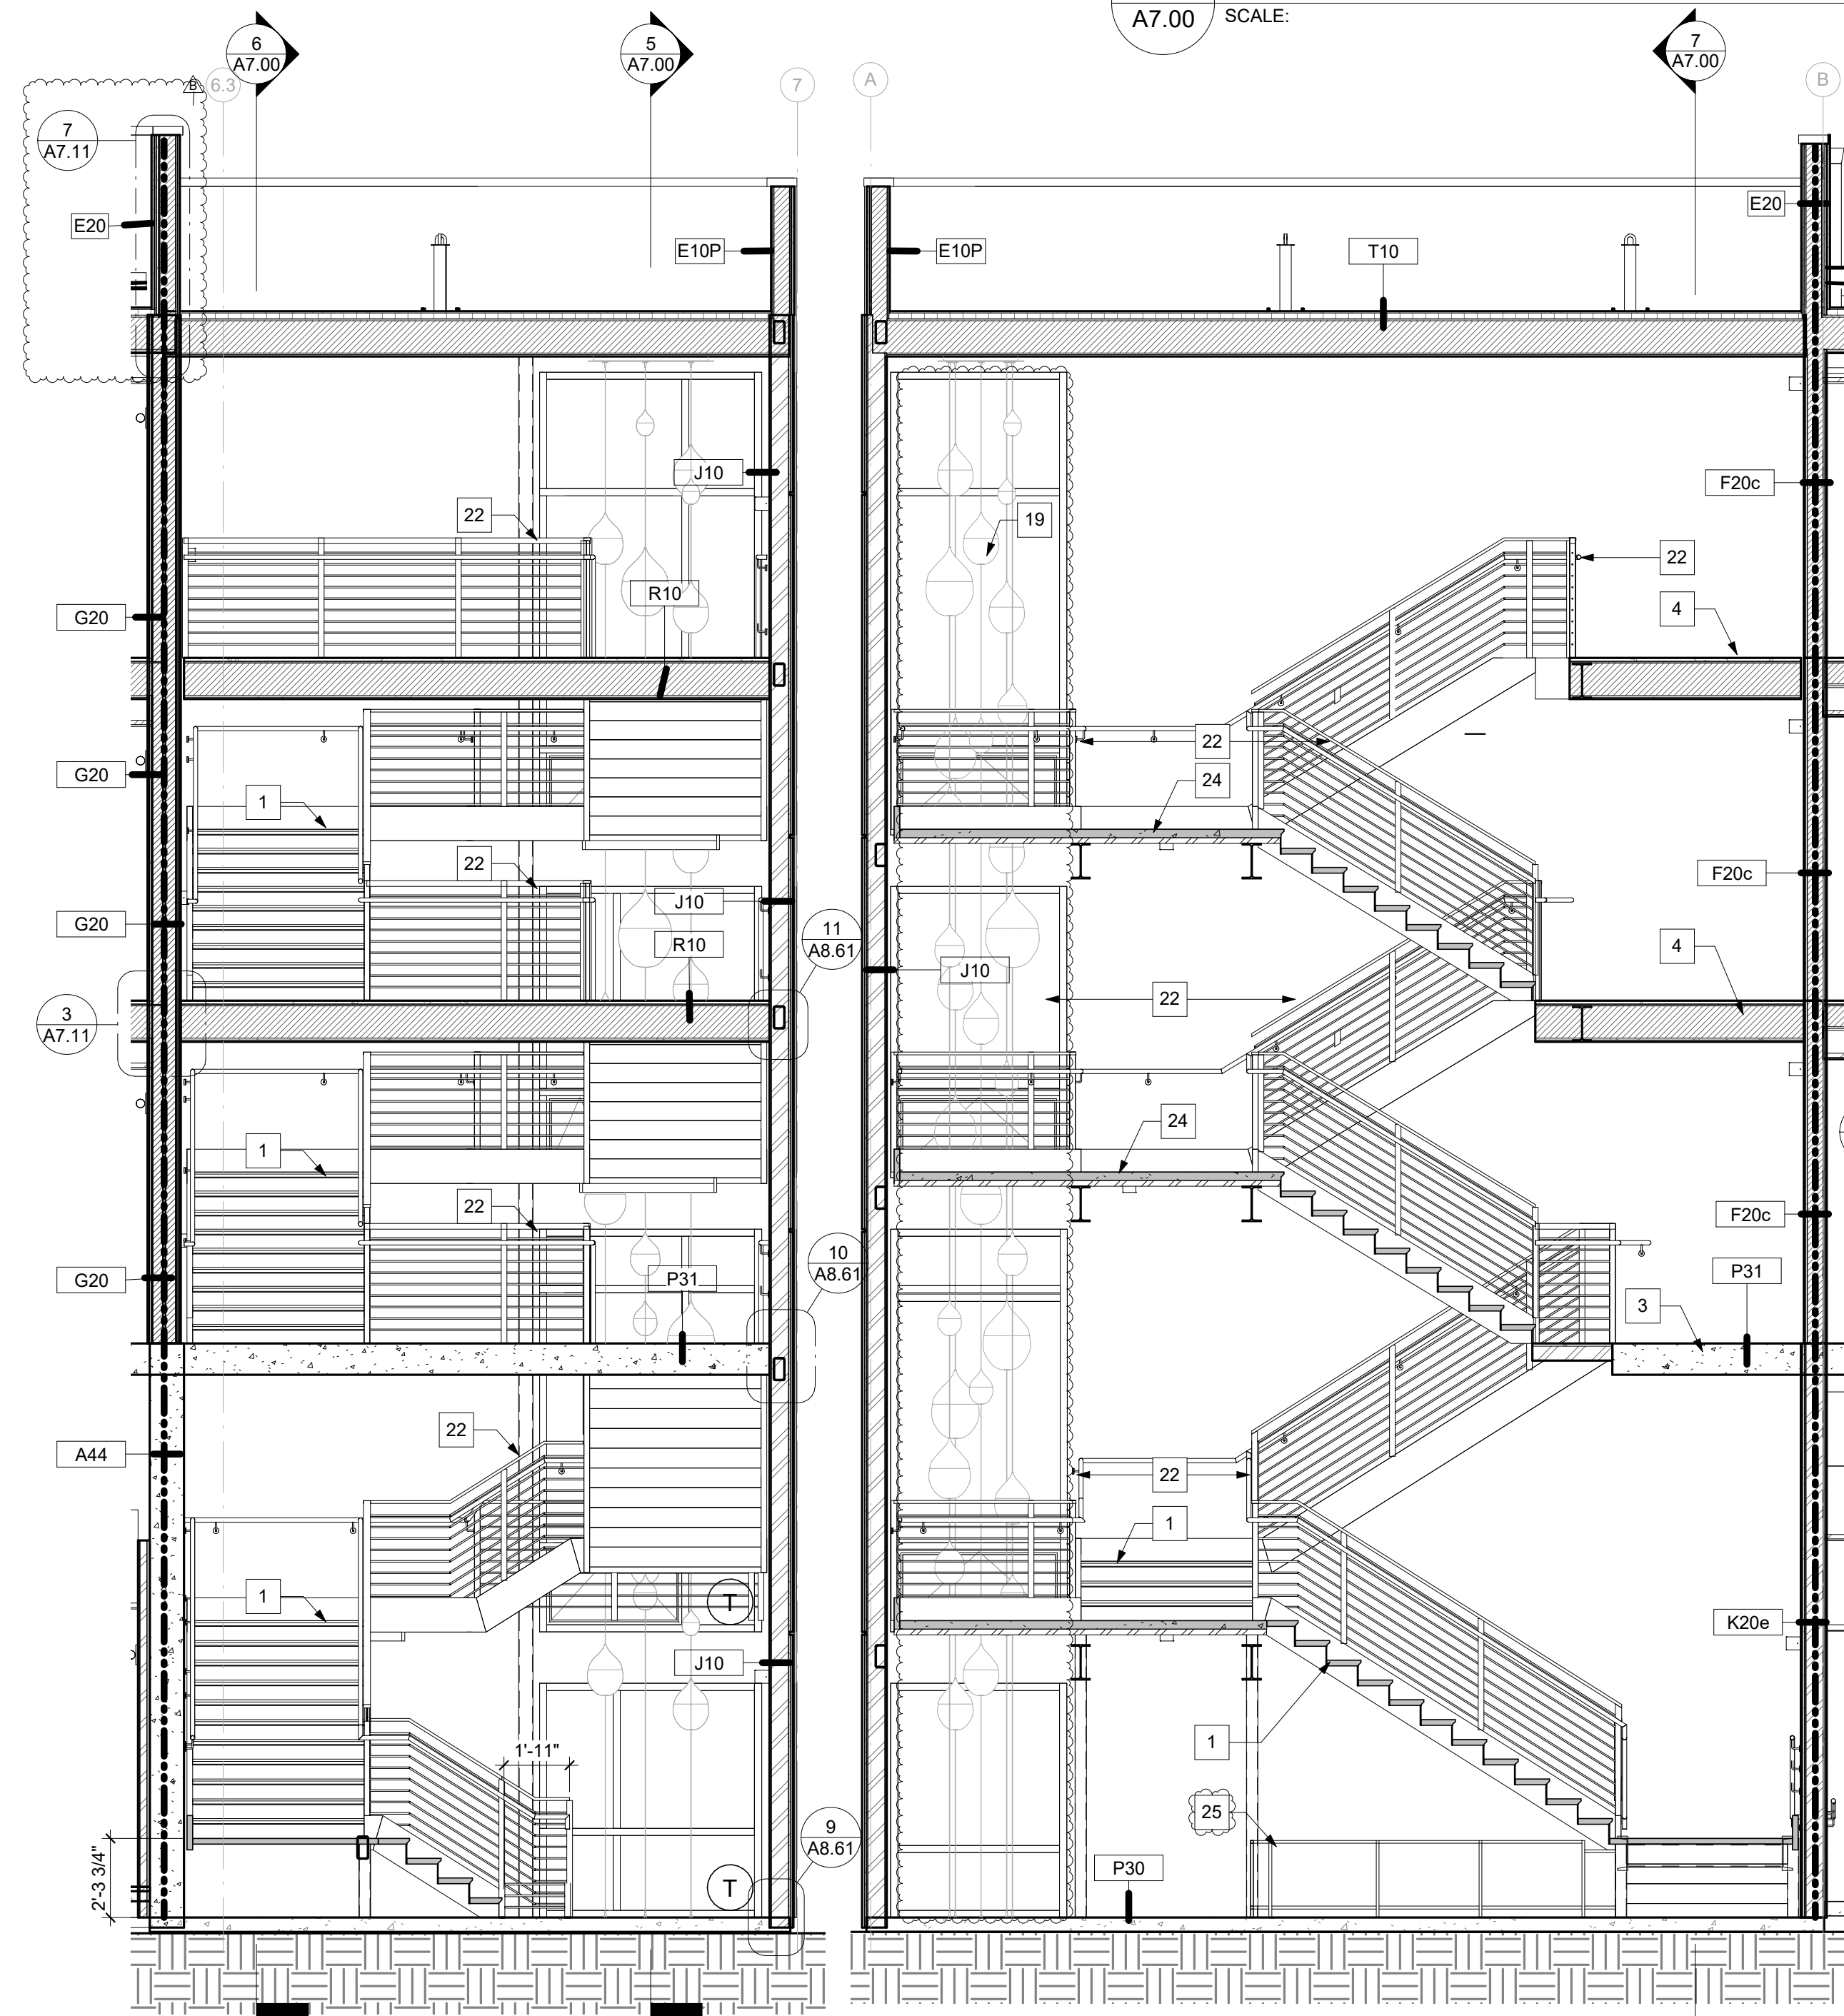 A7.00 SCALE:
6
A7.00
5
A7.00
7
A7.00
B
6.3
7
A
B
7
A7.11
E20
E10P
E10P
T10
E20
J10
F20c
22
19
22
R10
G20
4
22
G20
24
1
22
F20c
J10
G20
11
A8.61
R10
4
J10
22
3
A7.11
24
1
22
F20c
10
A8.61
P31
G20
P31
3
22
A44
22
1
1
T
K20e
J10
1
1'-11"
25
9
A8.61
2'-3 3/4"
P30
T